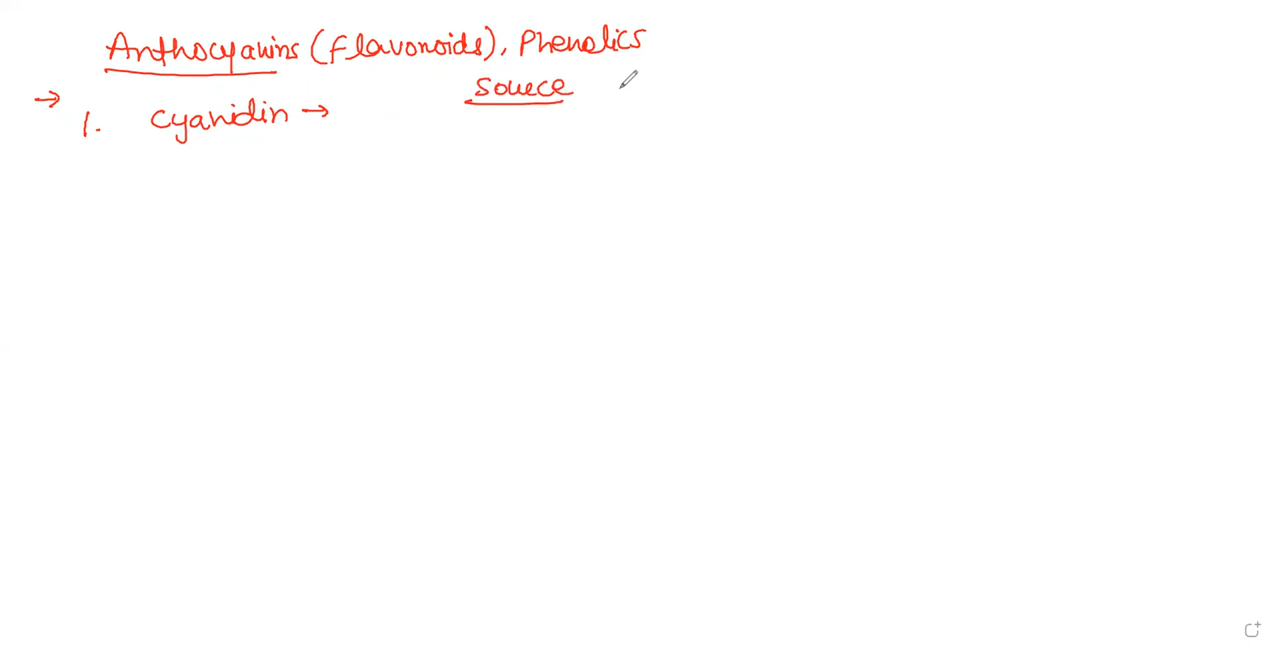 Anthocyanins (Flavonoids), Phenolics
Source
→ 1. Cyanidin →